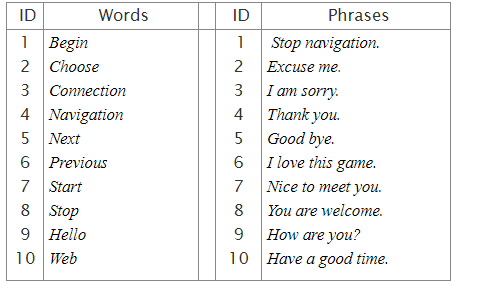 ID Words ID Phrases
1 Begin 1 Stop navigation.
2 Choose 2 Excuse me.
3 Connection 3 I am sorry.
4 Navigation 4 Thank you.
5 Next 5 Good bye.
6 Previous 6 I love this game.
7 Start 7 Nice to meet you.
8 Stop 8 You are welcome.
9 Hello 9 How are you?
10 Web 10 Have a good time.